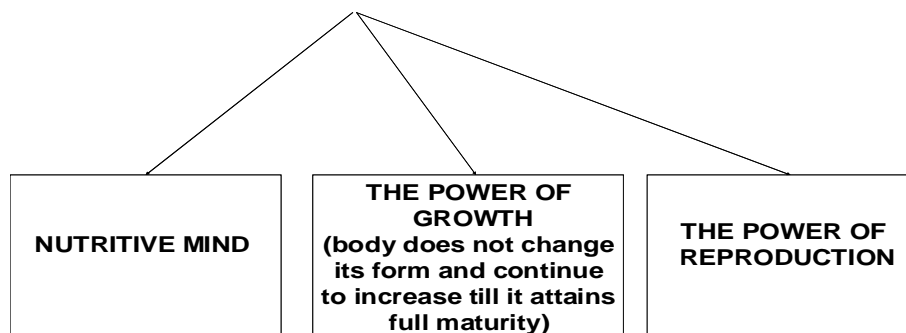 NUTRITIVE MIND
THE POWER OF
GROWTH
(body does not change
its form and continue
to increase till it attains
full maturity)
THE POWER OF
REPRODUCTION